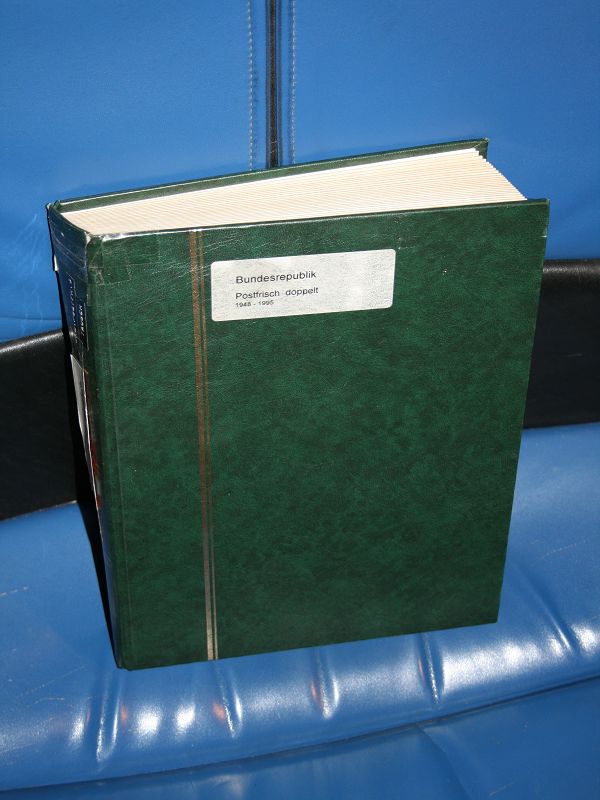 Bundesrepublik
Postfrisch doppelt
1948 - 1995